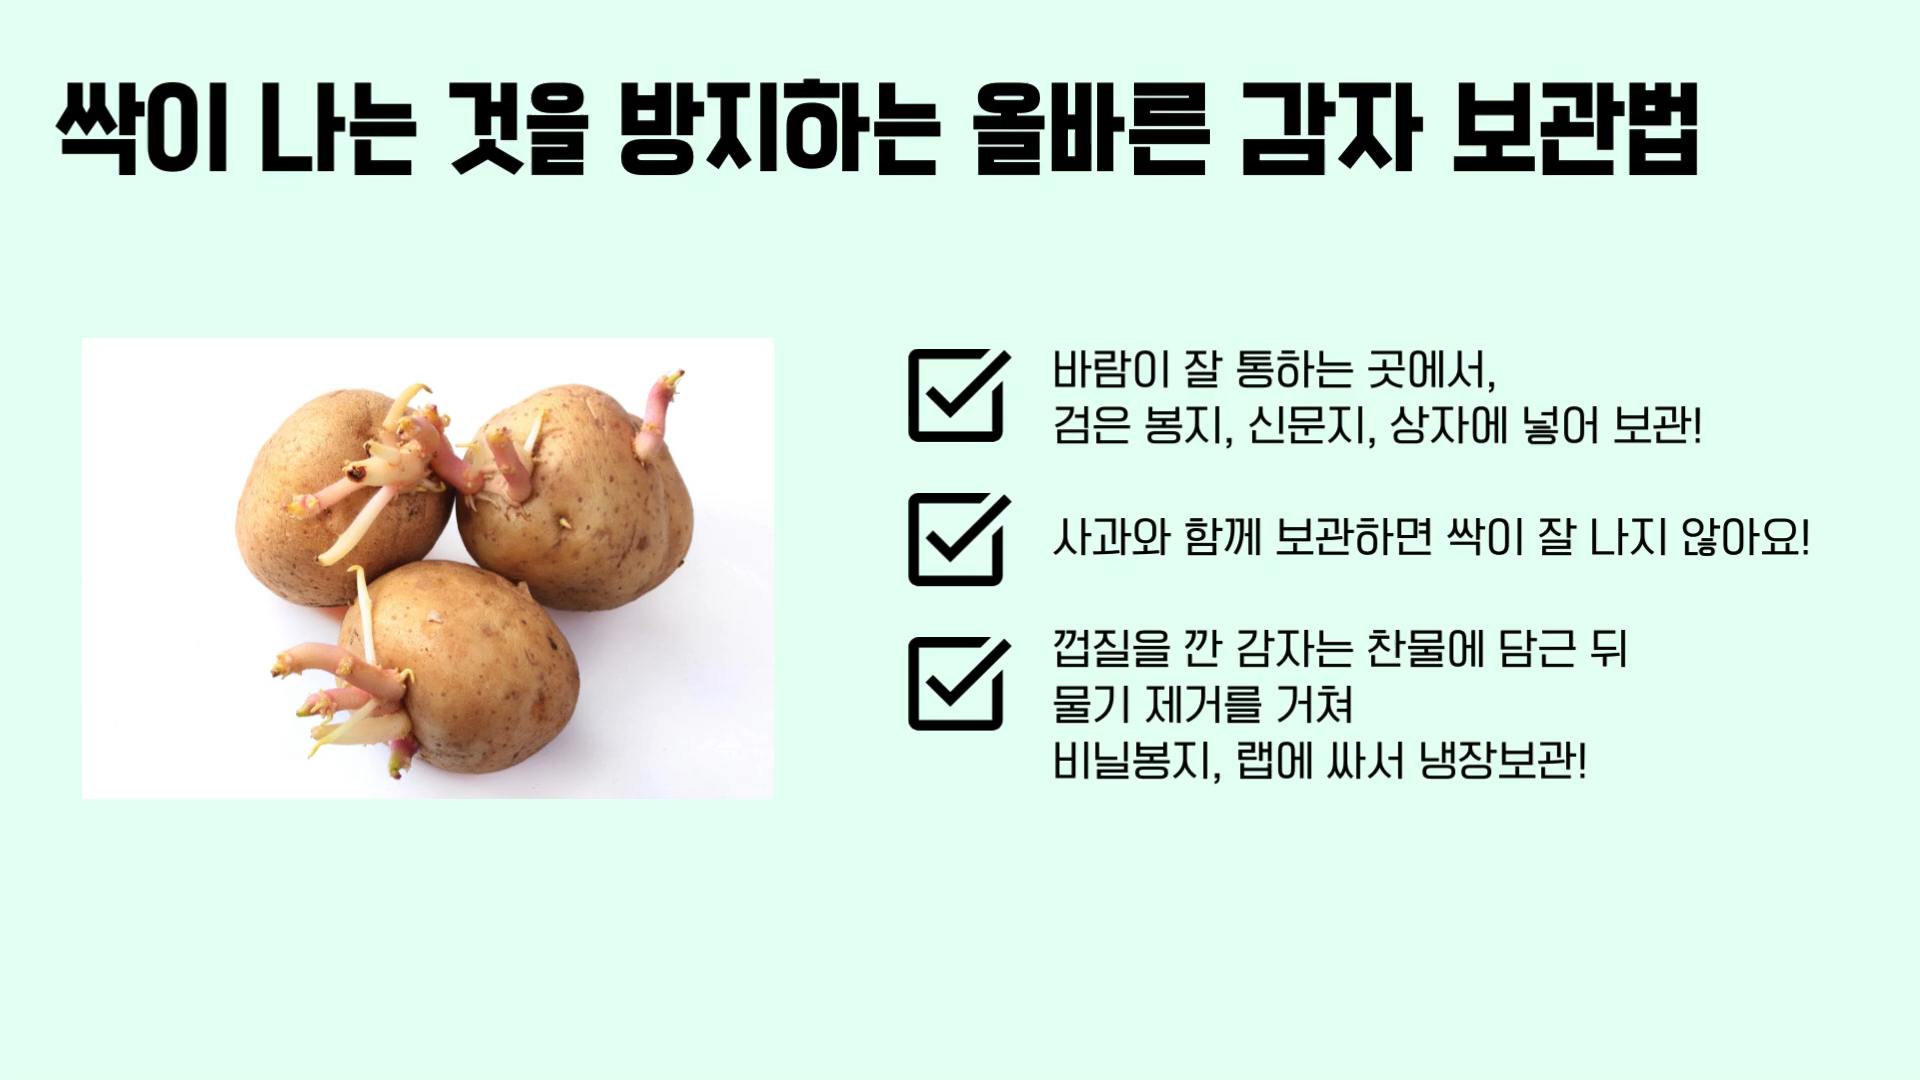 싹이 나는 것을 방지하는 올바른 감자 보관법
바람이 잘 통하는 곳에서,
검은 봉지, 신문지, 상자에 넣어 보관!
사과와 함께 보관하면 싹이 잘 나지 않아요!
껍질을 깐 감자는 찬물에 담근 뒤
물기 제거를 거쳐
비닐봉지, 랩에 싸서 냉장보관!